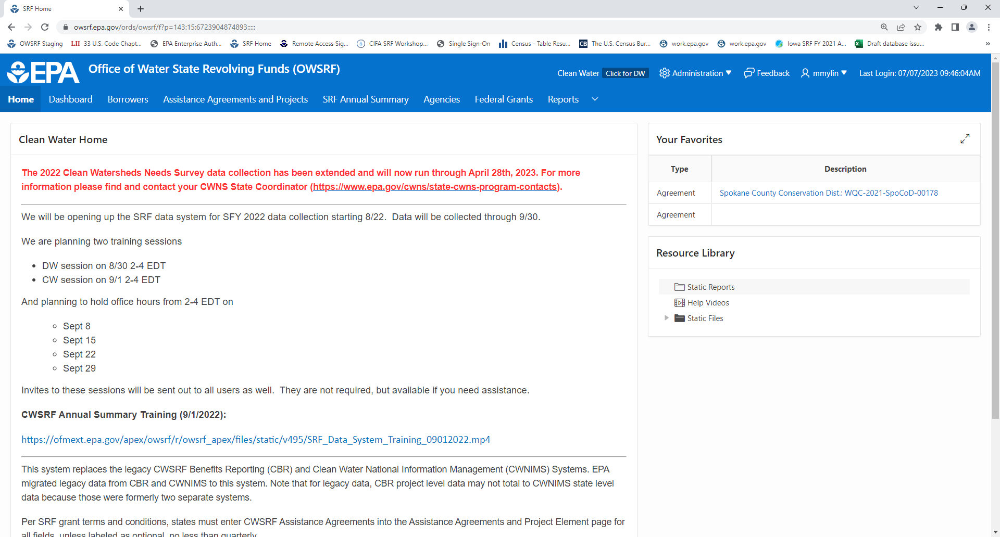 SRF Home
owsrf.epa.gov/ords/owsrf/f?p=143:15:6723904874893:::::
OWSRF Staging LII 33 U.S. Code Chapt... EPA Enterprise Auth... SRF Home Remote Access Sig... CIFA SRF Workshop... Single Sign-On Census - Table Resu... CB The U.S. Census Bur... work.epa.gov work.epa.gov Iowa SRF FY 2021 A... Draft database issu... »
EPA Office of Water State Revolving Funds (OWSRF)
Clean Water Click for DW Administration Feedback mmylin Last Login: 07/07/2023 09:46:04AM
Home Dashboard Borrowers Assistance Agreements and Projects SRF Annual Summary Agencies Federal Grants Reports
Clean Water Home
The 2022 Clean Watersheds Needs Survey data collection has been extended and will now run through April 28th, 2023. For more
information please find and contact your CWNS State Coordinator (https://www.epa.gov/cwns/state-cwns-program-contacts).
We will be opening up the SRF data system for SFY 2022 data collection starting 8/22.  Data will be collected through 9/30.
We are planning two training sessions
• DW session on 8/30 2-4 EDT
• CW session on 9/1 2-4 EDT
And planning to hold office hours from 2-4 EDT on
◦ Sept 8
◦ Sept 15
◦ Sept 22
◦ Sept 29
Invites to these sessions will be sent out to all users as well.  They are not required, but available if you need assistance.
CWSRF Annual Summary Training (9/1/2022):
https://ofmext.epa.gov/apex/owsrf/r/owsrf_apex/files/static/v495/SRF_Data_System_Training_09012022.mp4
This system replaces the legacy CWSRF Benefits Reporting (CBR) and Clean Water National Information Management (CWNIMS) Systems. EPA
migrated legacy data from CBR and CWNIMS to this system. Note that for legacy data, CBR project level data may not total to CWNIMS state level
data because those were formerly two separate systems.
Per SRF grant terms and conditions, states must enter CWSRF Assistance Agreements into the Assistance Agreements and Project Element page for
all fields, unless labeled as optional, no less than quarterly.
Your Favorites
Type Description
Agreement Spokane County Conservation Dist.: WQC-2021-SpoCoD-00178
Agreement
Resource Library
Static Reports
Help Videos
Static Files